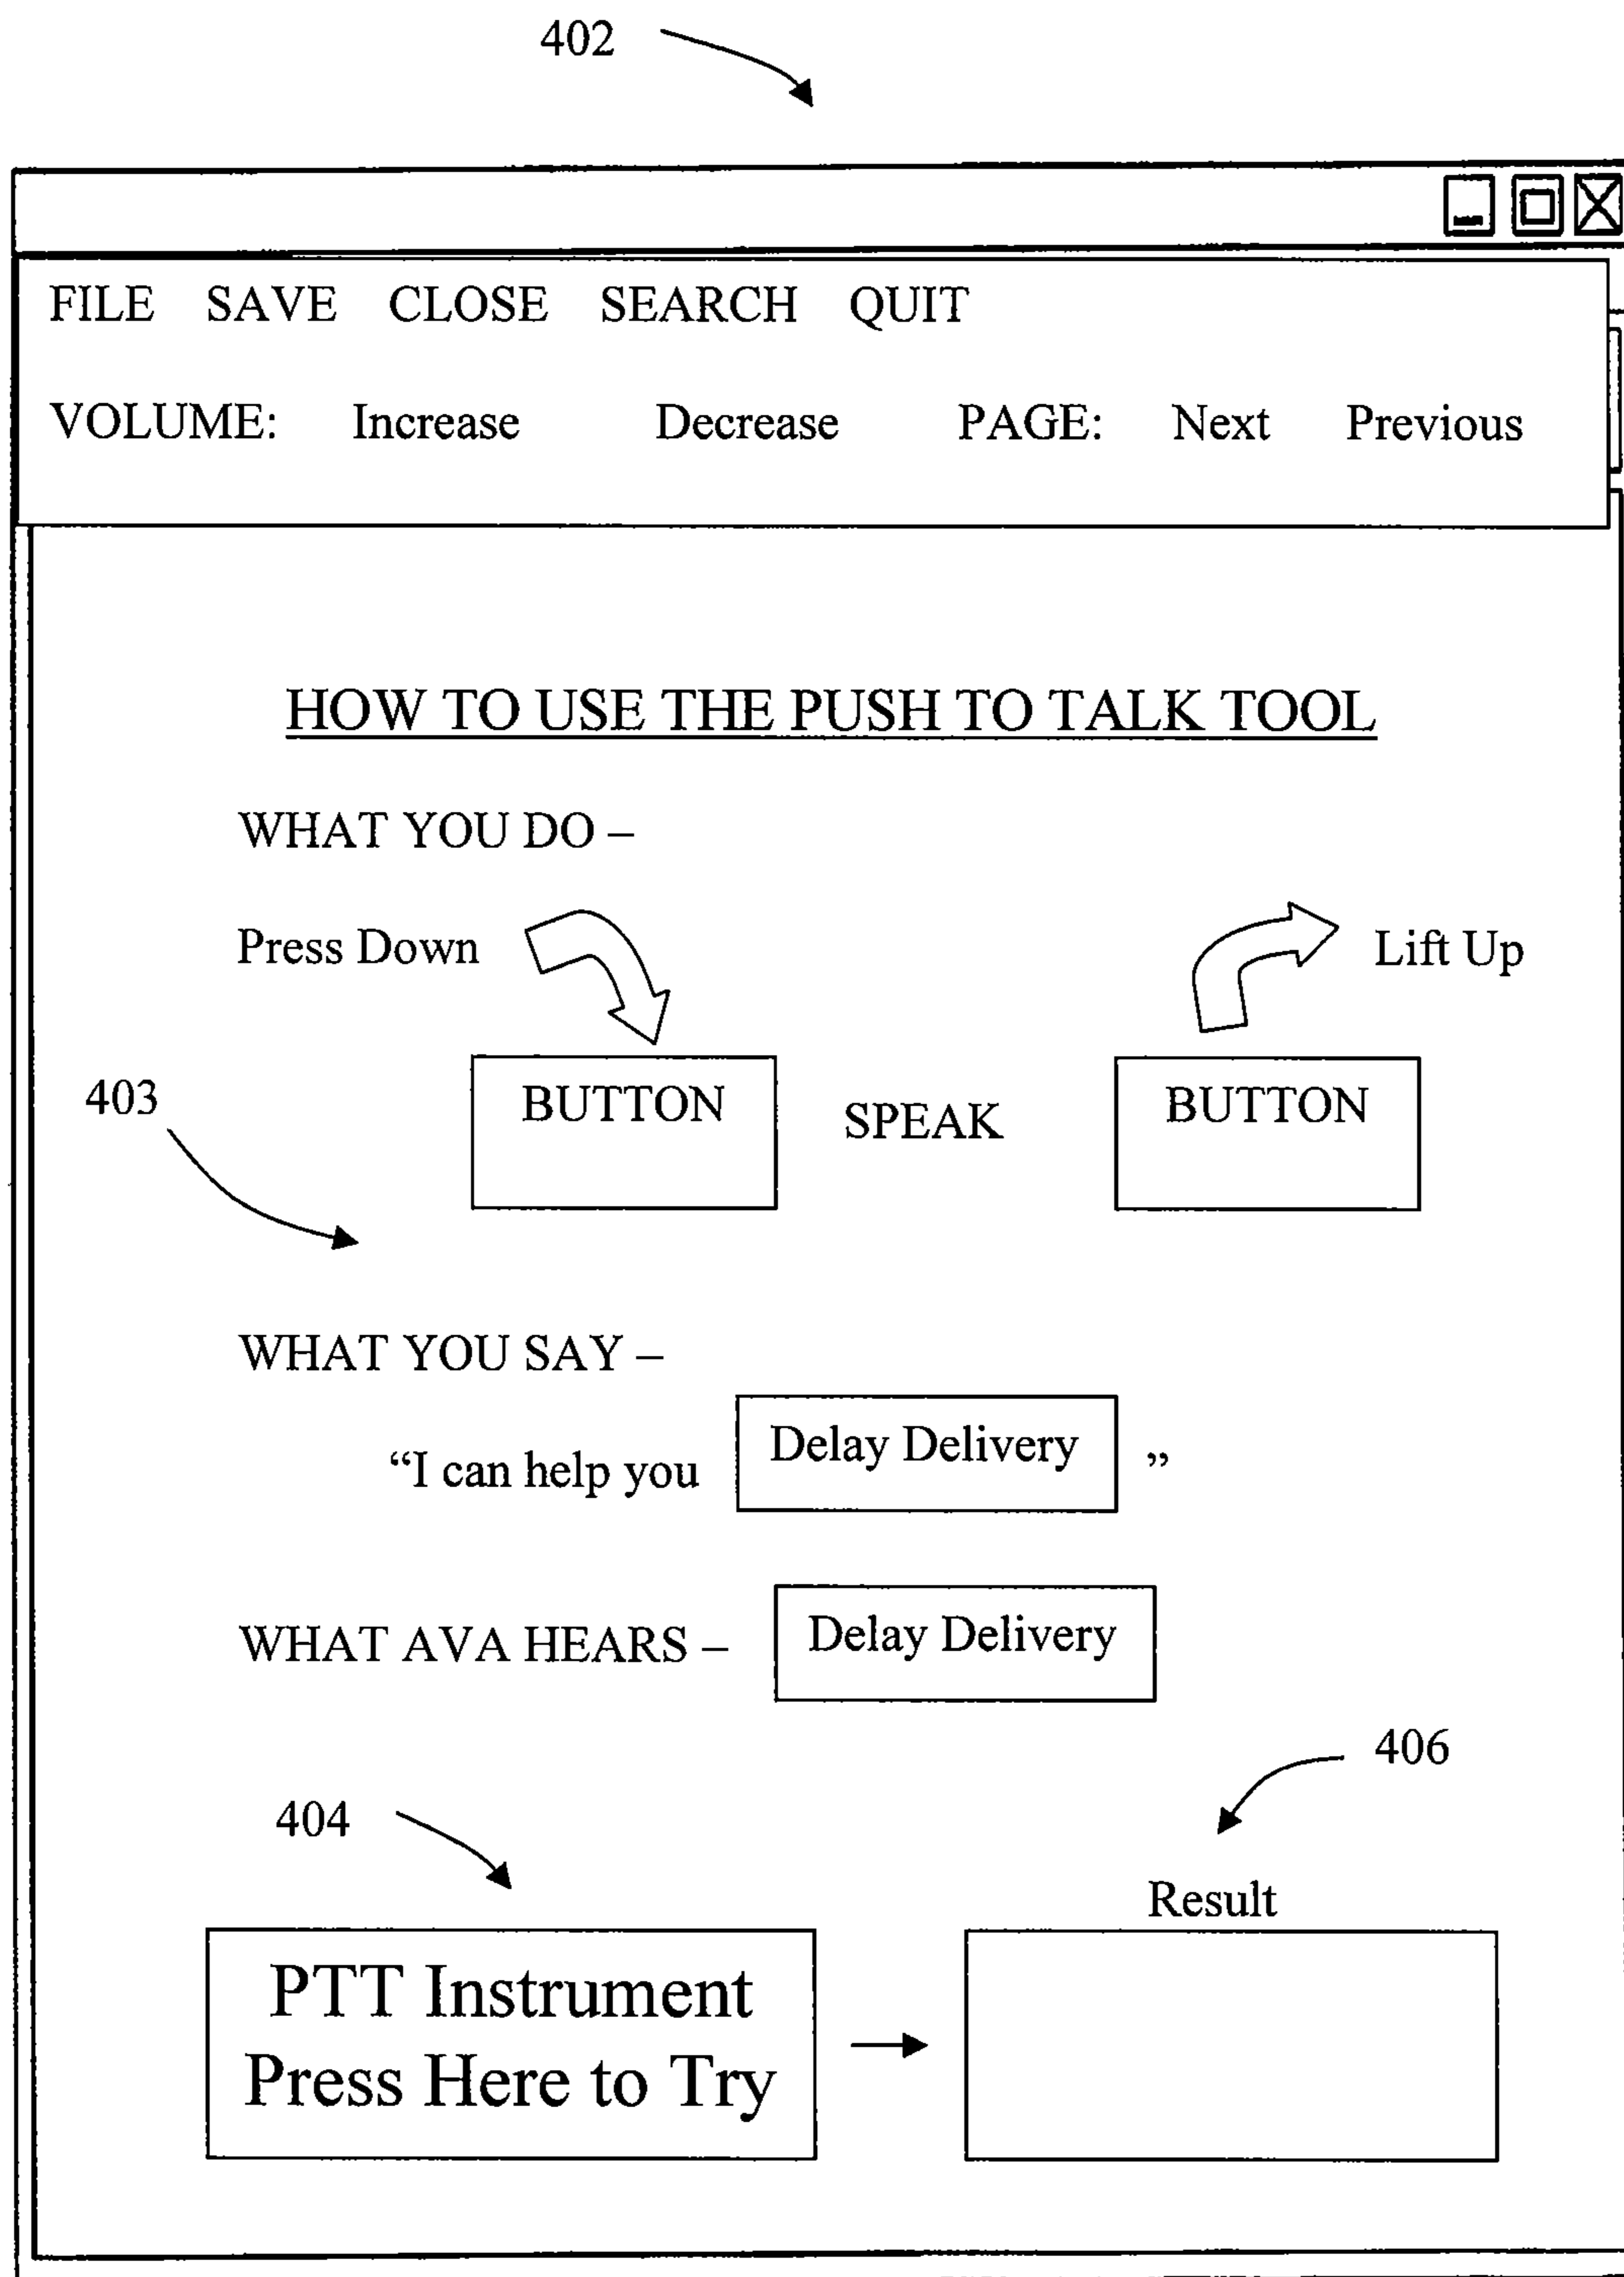 402
FILE SAVE CLOSE SEARCH QUIT
VOLUME: Increase Decrease PAGE: Next Previous
HOW TO USE THE PUSH TO TALK TOOL
WHAT YOU DO –
Press Down Lift Up
403
BUTTON SPEAK BUTTON
WHAT YOU SAY –
“I can help you Delay Delivery ”
WHAT AVA HEARS – Delay Delivery
406
404
Result
PTT Instrument
Press Here to Try